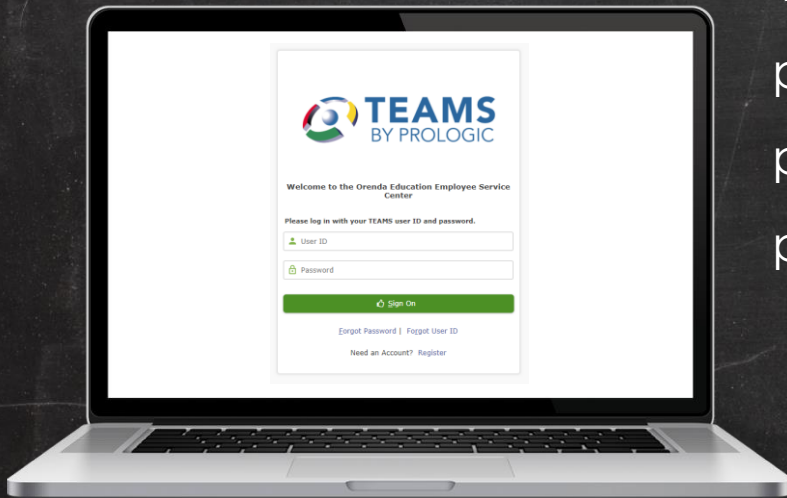 TEAMS
BY PROLOGIC
Welcome to the Orenda Education Employee Service
Center
Please log in with your TEAMS user ID and password.
User ID
Password
Sign On
Forgot Password | Forgot User ID
Need an Account? Register